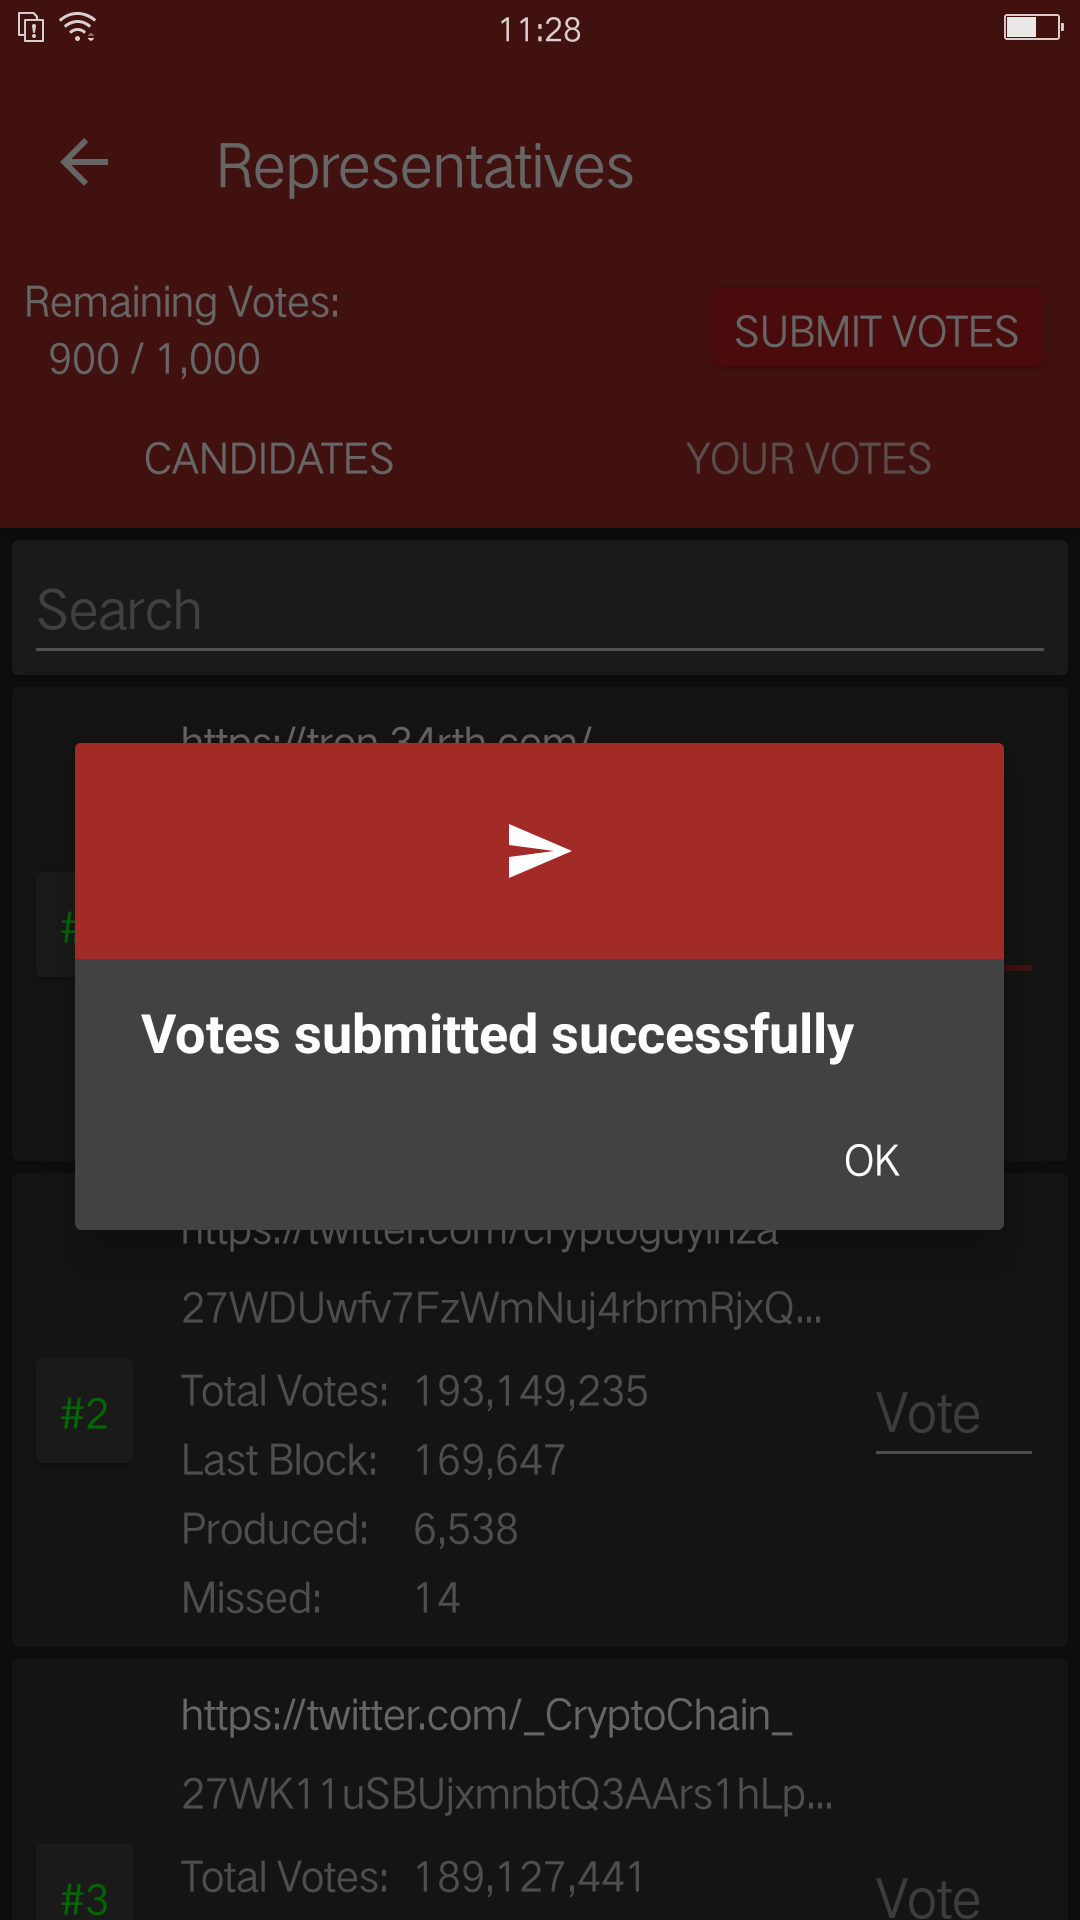 11:28
Representatives
Remaining Votes:
900 / 1,000
SUBMIT VOTES
CANDIDATES
YOUR VOTES
Search
https://tron.34rth.com/
#
Votes submitted successfully
OK
https://twitter.com/cryptoguyinza
27WDUwfv7FzWmNuj4rbrmRjxQ...
#2
Total Votes: 193,149,235
Last Block: 169,647
Produced: 6,538
Missed: 14
Vote
https://twitter.com/_CryptoChain_
27WK11uSBUjxmnbtQ3AArs1hLp...
#3
Total Votes: 189,127,441
Vote